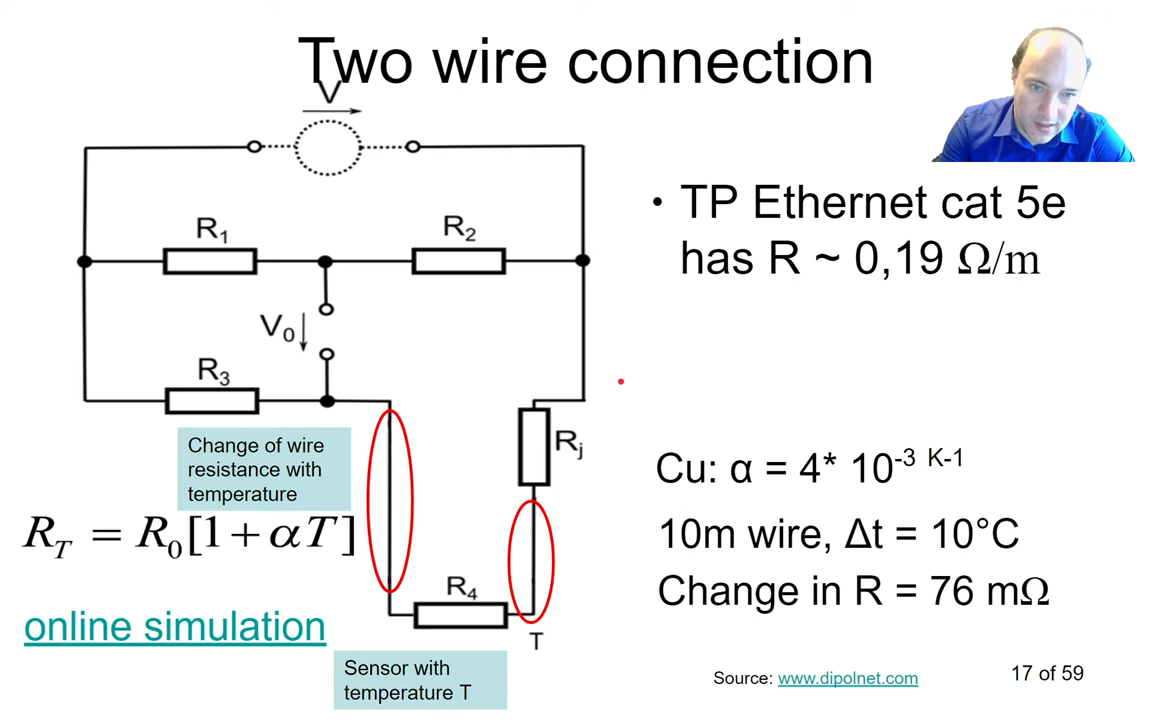 Two wire connection
V
R1
R2
V0
R3
Rj
R4
T
Change of wire
resistance with
temperature
RT = R0[1 + αT]
online simulation
Sensor with
temperature T
• TP Ethernet cat 5e
has R ~ 0,19 Ω/m
Cu: α = 4* 10-3 K-1
10m wire, Δt = 10°C
Change in R = 76 mΩ
Source: www.dipolnet.com
17 of 59